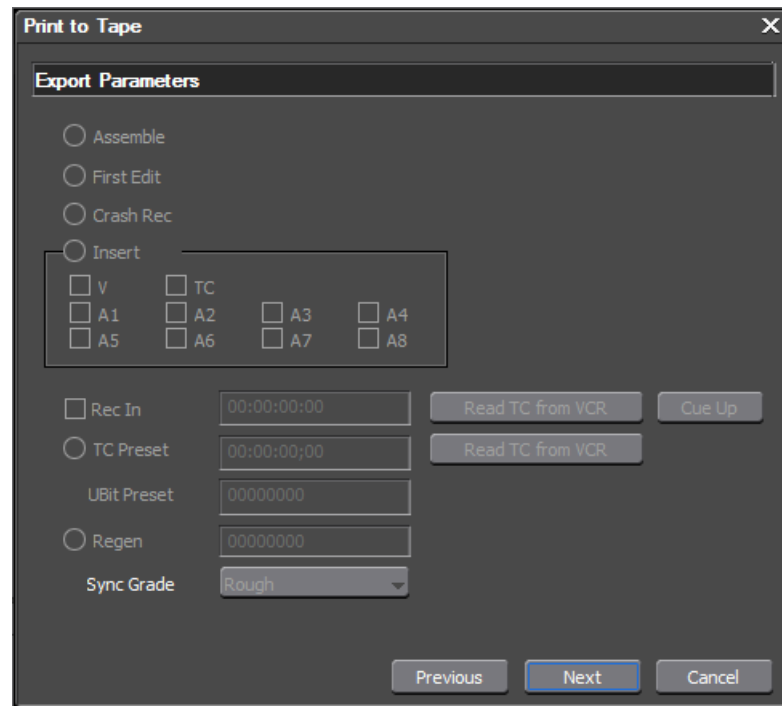 Print to Tape
Export Parameters
Assemble
First Edit
Crash Rec
Insert
V TC
A1 A2 A3 A4
A5 A6 A7 A8
Rec In 00:00:00:00 Read TC from VCR Cue Up
TC Preset 00:00:00;00 Read TC from VCR
UBit Preset 00000000
Regen 00000000
Sync Grade Rough
Previous Next Cancel